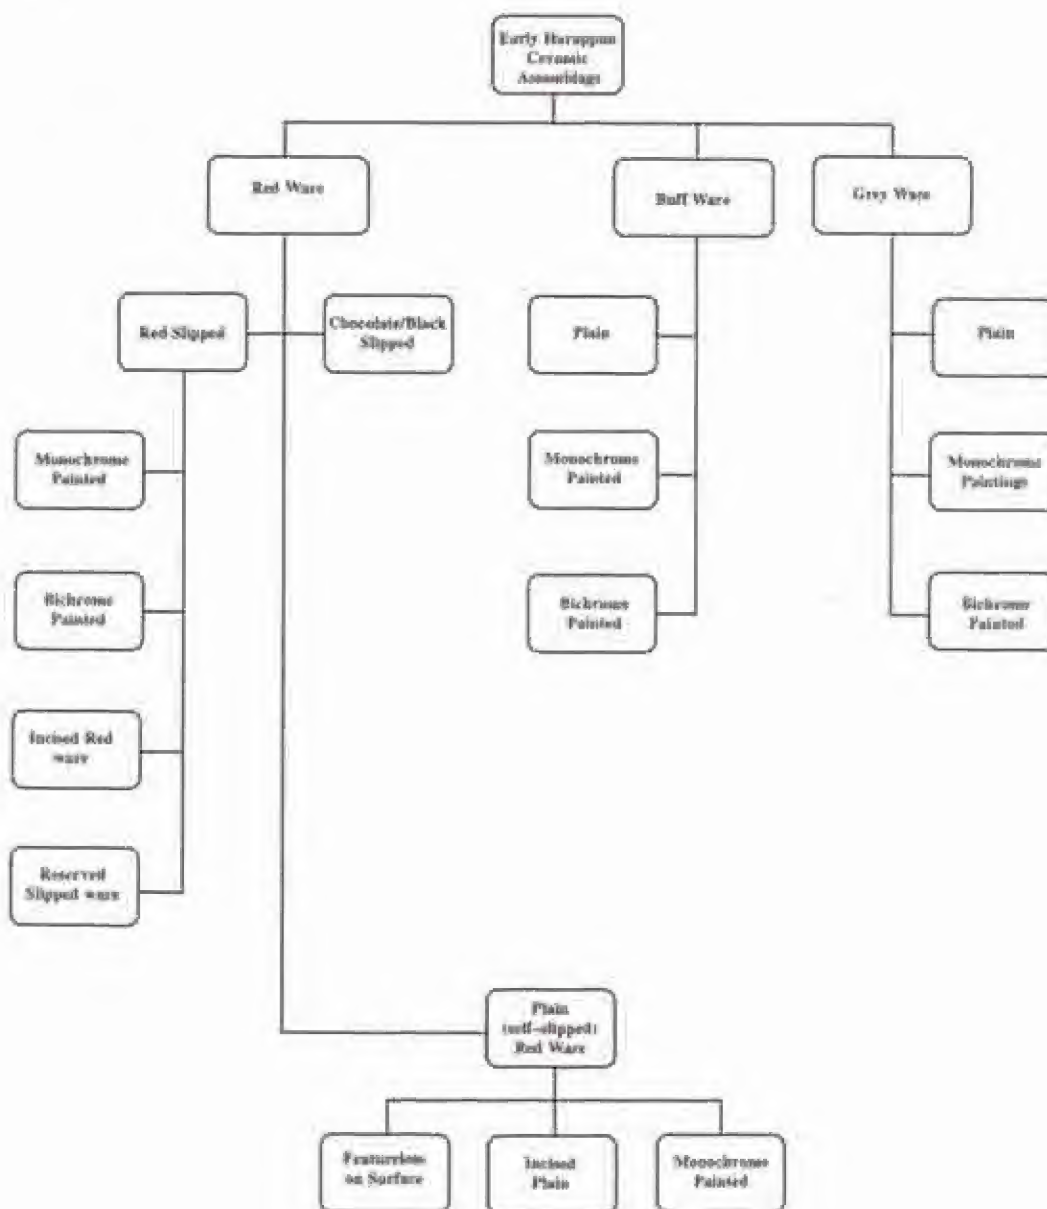 Early Harappan
Ceramic
Assemblage
Red Ware
Buff Ware
Grey Ware
Red Slipped
Chocolate/Black
Slipped
Plain
Plain
Monochrome
Painted
Monochrome
Painted
Monochrome
Paintings
Bichrome
Painted
Bichrome
Painted
Bichrome
Painted
Incised Red
ware
Reserved
Slipped ware
Plain
(self-slipped)
Red Ware
Featureless
on Surface
Incised
Plain
Monochrome
Painted